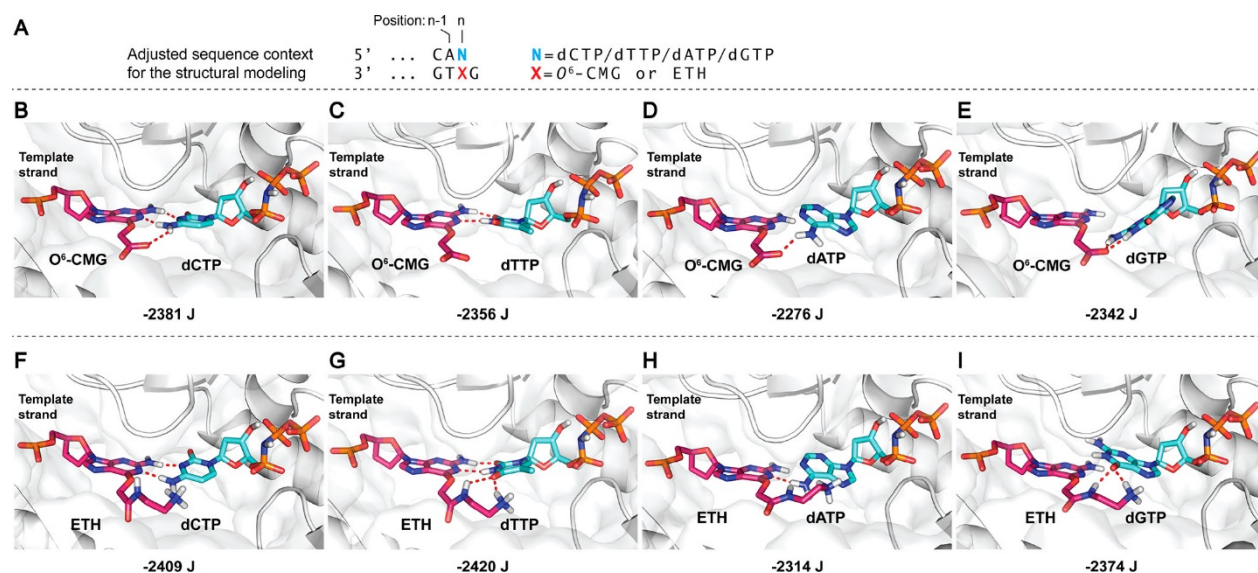 A
Position: n-1 n
Adjusted sequence context 5' ... CAN N=dCTP/dTTP/dATP/dGTP
for the structural modeling 3' ... GTXG X=O⁶-CMG or ETH
B C D E
Template strand Template strand Template strand Template strand
O⁶-CMG dCTP O⁶-CMG dTTP O⁶-CMG dATP O⁶-CMG dGTP
-2381 J -2356 J -2276 J -2342 J
F G H I
Template strand Template strand Template strand Template strand
ETH dCTP ETH dTTP ETH dATP ETH dGTP
-2409 J -2420 J -2314 J -2374 J